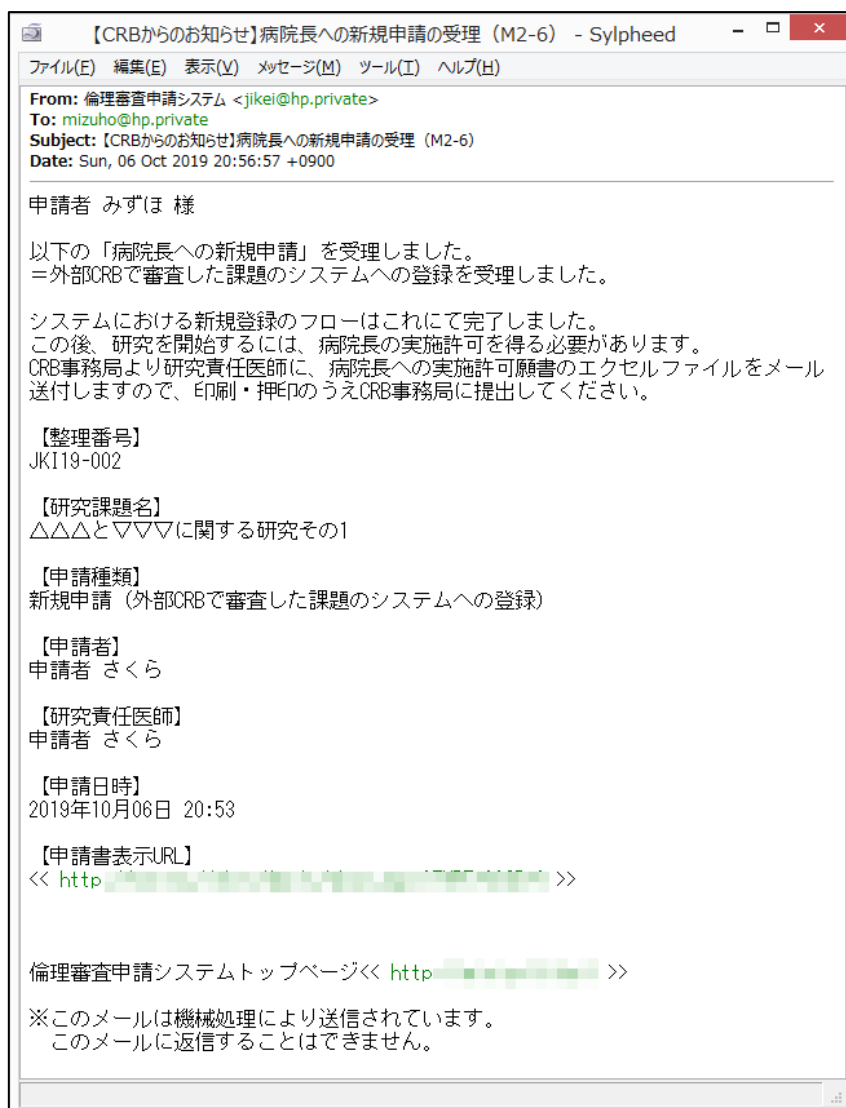 【CRBからのお知らせ】病院長への新規申請の受理（M2-6） - Sylpheed
ファイル(F) 編集(E) 表示(V) メッセージ(M) ツール(T) ヘルプ(H)
From: 倫理審査申請システム <jikei@hp.private>
To: mizuho@hp.private
Subject: 【CRBからのお知らせ】病院長への新規申請の受理（M2-6）
Date: Sun, 06 Oct 2019 20:56:57 +0900
申請者 みずほ 様
以下の「病院長への新規申請」を受理しました。
＝外部CRBで審査した課題のシステムへの登録を受理しました。
システムにおける新規登録のフローはこれにて完了しました。
この後、研究を開始するには、病院長の実施許可を得る必要があります。
CRB事務局より研究責任医師に、病院長への実施許可願書のエクセルファイルをメール
送付しますので、印刷・押印のうえCRB事務局に提出してください。
【整理番号】
JKI19-002
【研究課題名】
△△△と▽▽▽に関する研究その1
【申請種類】
新規申請（外部CRBで審査した課題のシステムへの登録）
【申請者】
申請者 さくら
【研究責任医師】
申請者 さくら
【申請日時】
2019年10月06日 20:53
【申請書表示URL】
<< http >>
倫理審査申請システムトップページ<< http >>
※このメールは機械処理により送信されています。
このメールに返信することはできません。